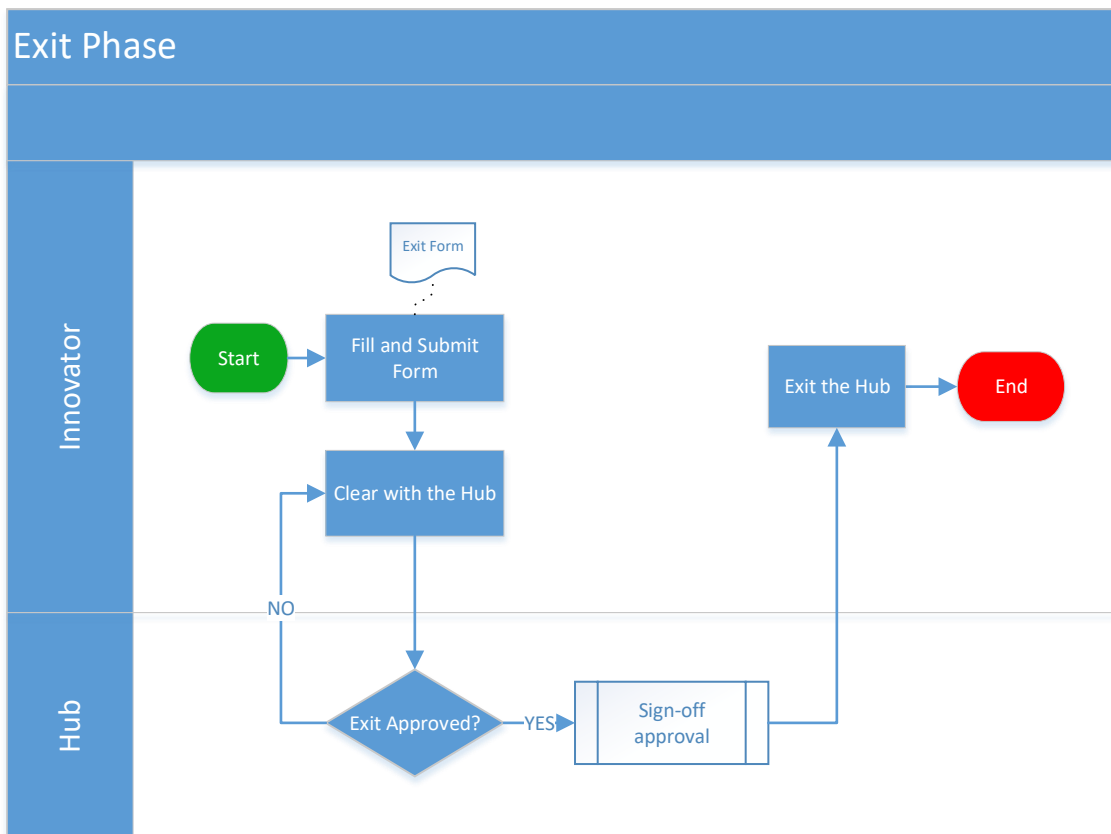 Exit Phase
Innovator
Exit Form
Start
Fill and Submit
Form
Exit the Hub
End
Clear with the Hub
NO
Hub
Exit Approved?
YES
Sign-off
approval